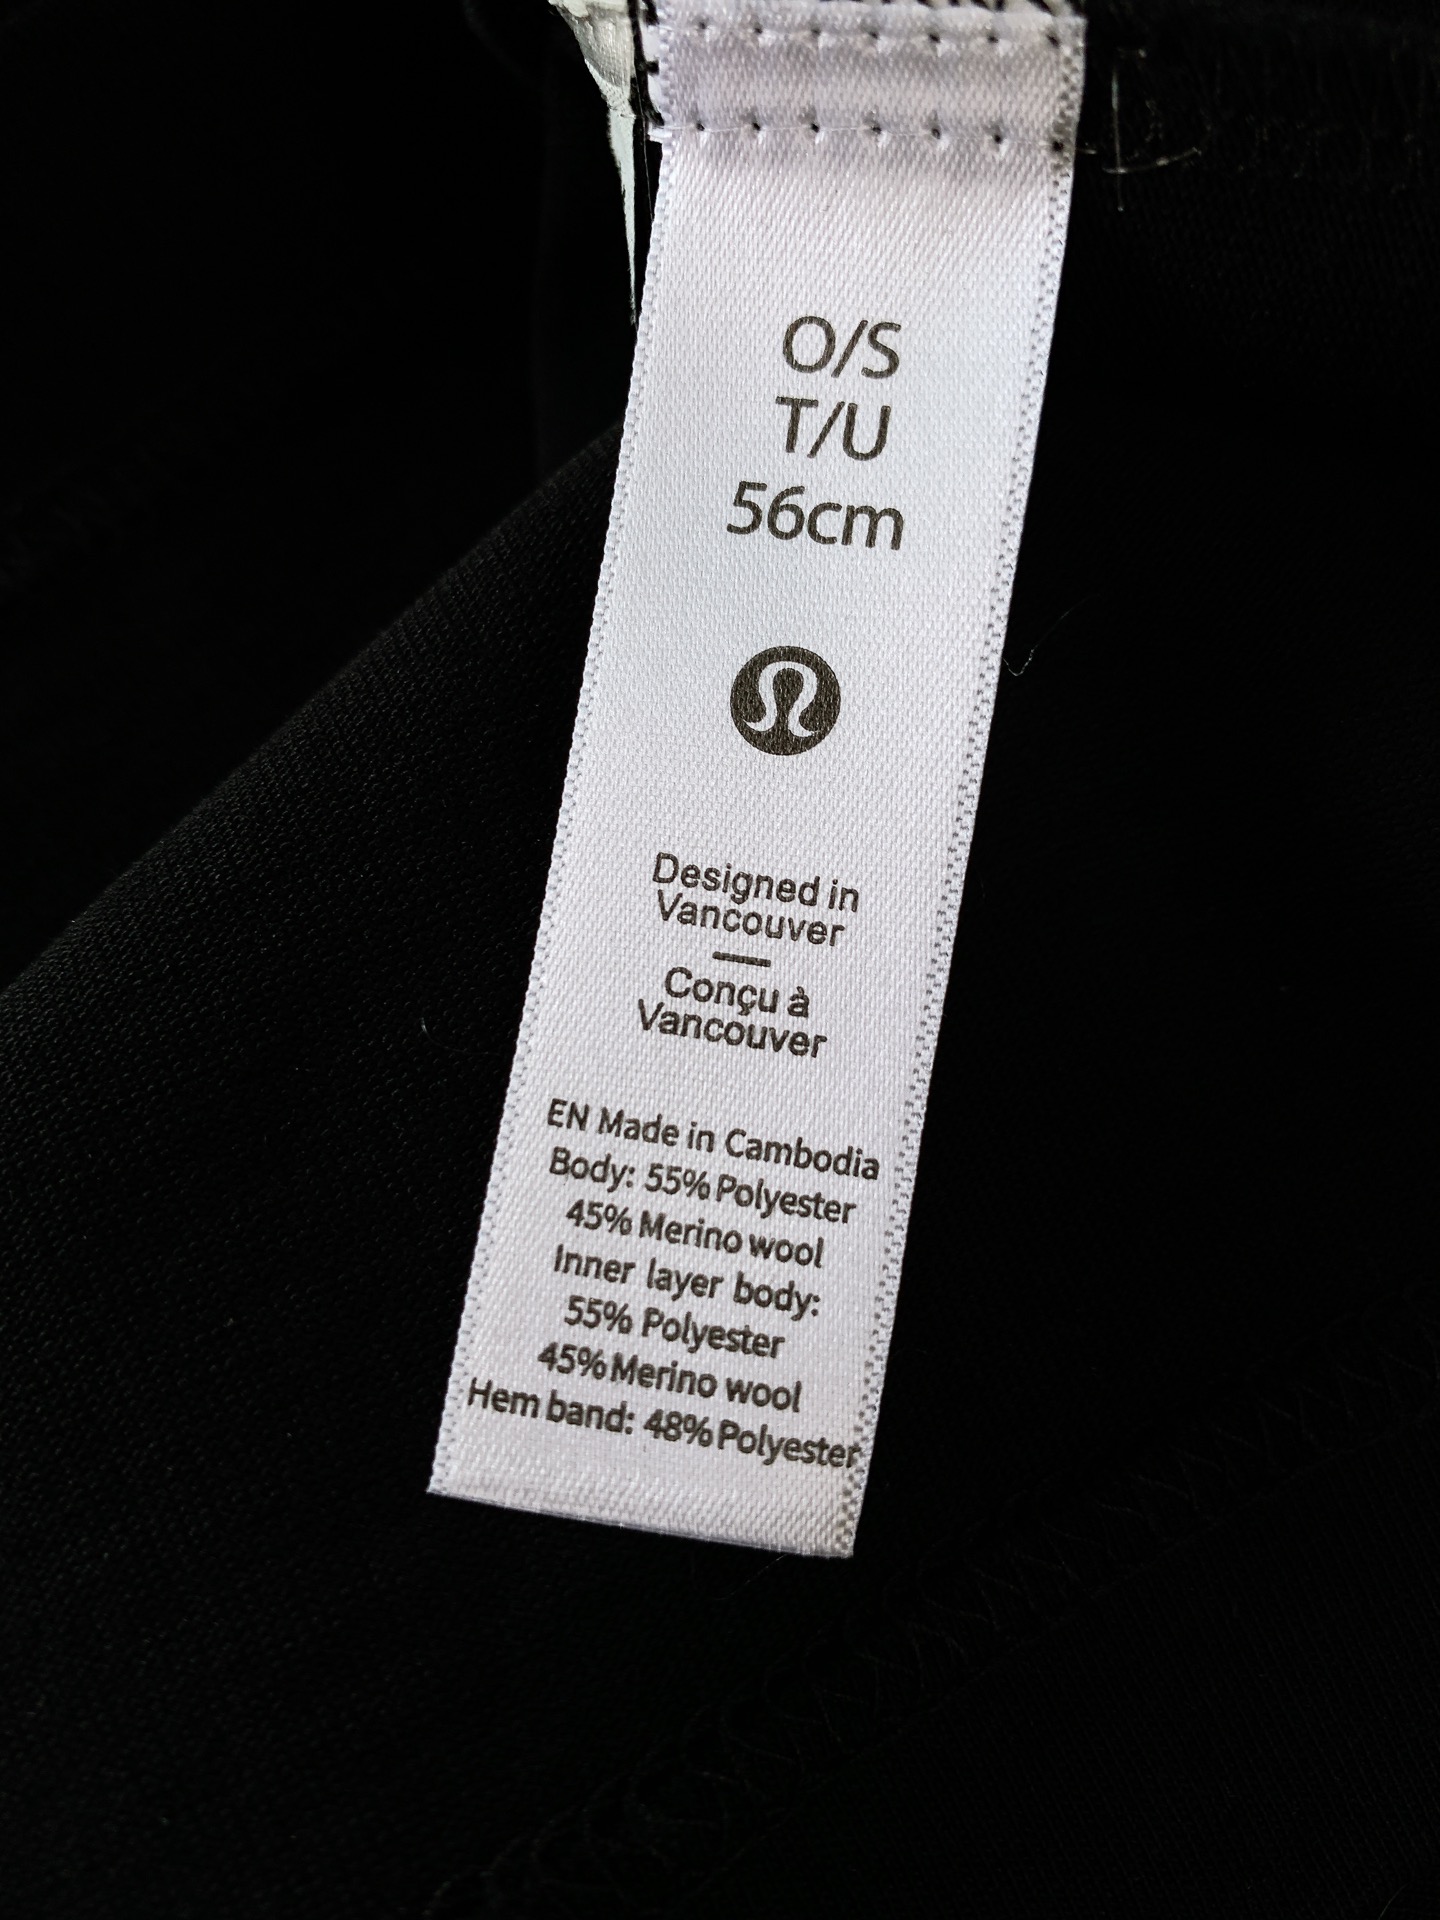 O/S
T/U
56cm
Designed in
Vancouver
—
Conçu à
Vancouver
EN Made in Cambodia
Body: 55% Polyester
45% Merino wool
Inner layer body:
55% Polyester
45% Merino wool
Hem band: 48% Polyester